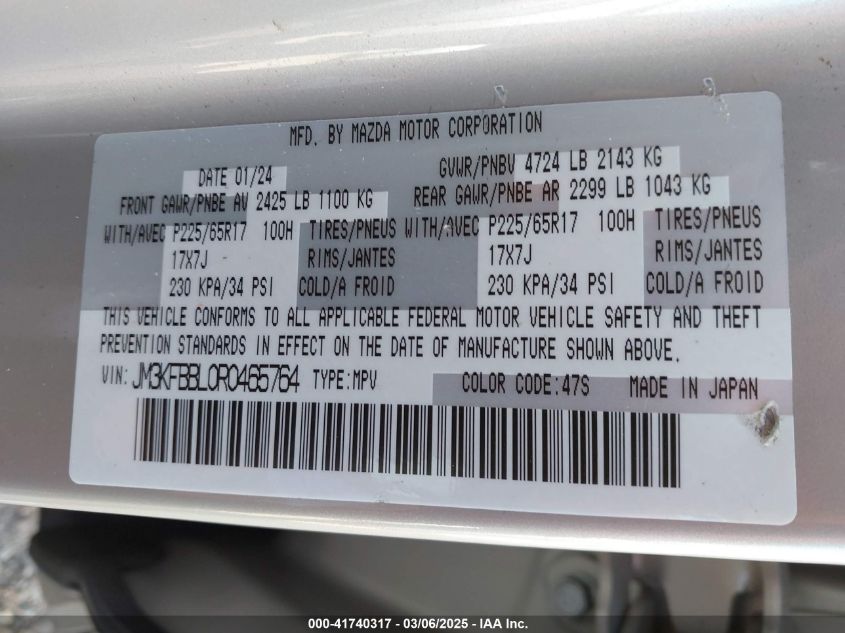 MFD. BY MAZDA MOTOR CORPORATION
DATE 01/24 GVWR/PNBV 4724 LB 2143 KG
FRONT GAWR/PNBE AV 2425 LB 1100 KG REAR GAWR/PNBE AR 2299 LB 1043 KG
WITH/AVEC P225/65R17 100H TIRES/PNEUS WITH/AVEC P225/65R17 100H TIRES/PNEUS
17X7J RIMS/JANTES 17X7J RIMS/JANTES
230 KPA/34 PSI COLD/A FROID 230 KPA/34 PSI COLD/A FROID
THIS VEHICLE CONFORMS TO ALL APPLICABLE FEDERAL MOTOR VEHICLE SAFETY AND THEFT
PREVENTION STANDARDS IN EFFECT ON THE DATE OF MANUFACTURE SHOWN ABOVE.
VIN: JM3KFBBL0R0465764 TYPE:MPV COLOR CODE:47S MADE IN JAPAN
000-41740317 - 03/06/2025 - IAA Inc.